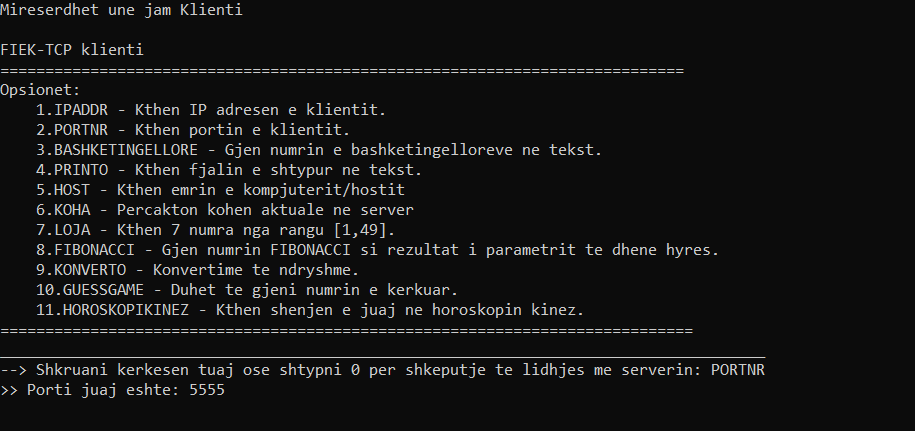 Mireserdhet une jam Klienti
FIEK-TCP klienti
============================================================================
Opsionet:
1.IPADDR - Kthen IP adresen e klientit.
2.PORTNR - Kthen portin e klientit.
3.BASHKETINGELLORE - Gjen numrin e bashketingelloreve ne tekst.
4.PRINTO - Kthen fjalin e shtypur ne tekst.
5.HOST - Kthen emrin e kompjuterit/hostit
6.KOHA - Percakton kohen aktuale ne server
7.LOJA - Kthen 7 numra nga rangu [1,49].
8.FIBONACCI - Gjen numrin FIBONACCI si rezultat i parametrit te dhene hyres.
9.KONVERTO - Konvertime te ndryshme.
10.GUESSGAME - Duhet te gjeni numrin e kerkuar.
11.HOROSKOPIKINEZ - Kthen shenjen e juaj ne horoskopin kinez.
=============================================================================
_____________________________________________________________________________________
--> Shkruani kerkesen tuaj ose shtypni 0 per shkeputje te lidhjes me serverin: PORTNR
>> Porti juaj eshte: 5555